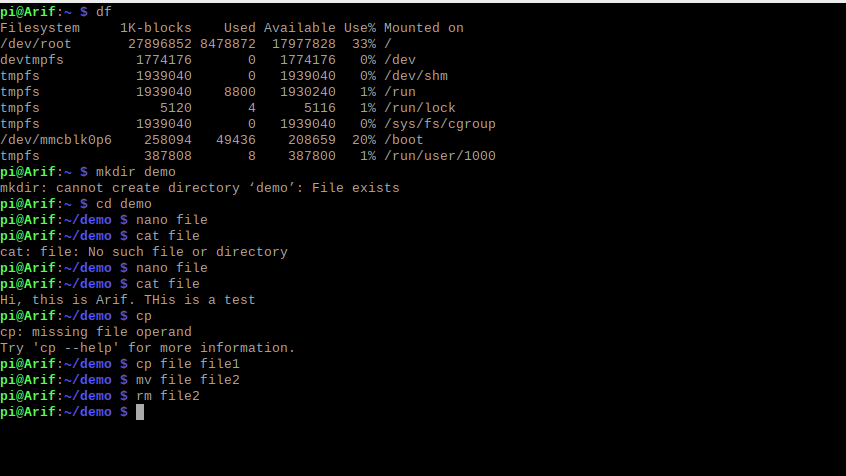 pi@Arif:~ $ df
Filesystem     1K-blocks    Used Available Use% Mounted on
/dev/root       27896852 8478872  17977828  33% /
devtmpfs         1774176       0   1774176   0% /dev
tmpfs            1939040       0   1939040   0% /dev/shm
tmpfs            1939040    8800   1930240   1% /run
tmpfs               5120       4      5116   1% /run/lock
tmpfs            1939040       0   1939040   0% /sys/fs/cgroup
/dev/mmcblk0p6    258094   49436    208659  20% /boot
tmpfs             387808       8    387800   1% /run/user/1000
pi@Arif:~ $ mkdir demo
mkdir: cannot create directory ‘demo’: File exists
pi@Arif:~ $ cd demo
pi@Arif:~/demo $ nano file
pi@Arif:~/demo $ cat file
cat: file: No such file or directory
pi@Arif:~/demo $ nano file
pi@Arif:~/demo $ cat file
Hi, this is Arif. THis is a test
pi@Arif:~/demo $ cp
cp: missing file operand
Try 'cp --help' for more information.
pi@Arif:~/demo $ cp file file1
pi@Arif:~/demo $ mv file file2
pi@Arif:~/demo $ rm file2
pi@Arif:~/demo $